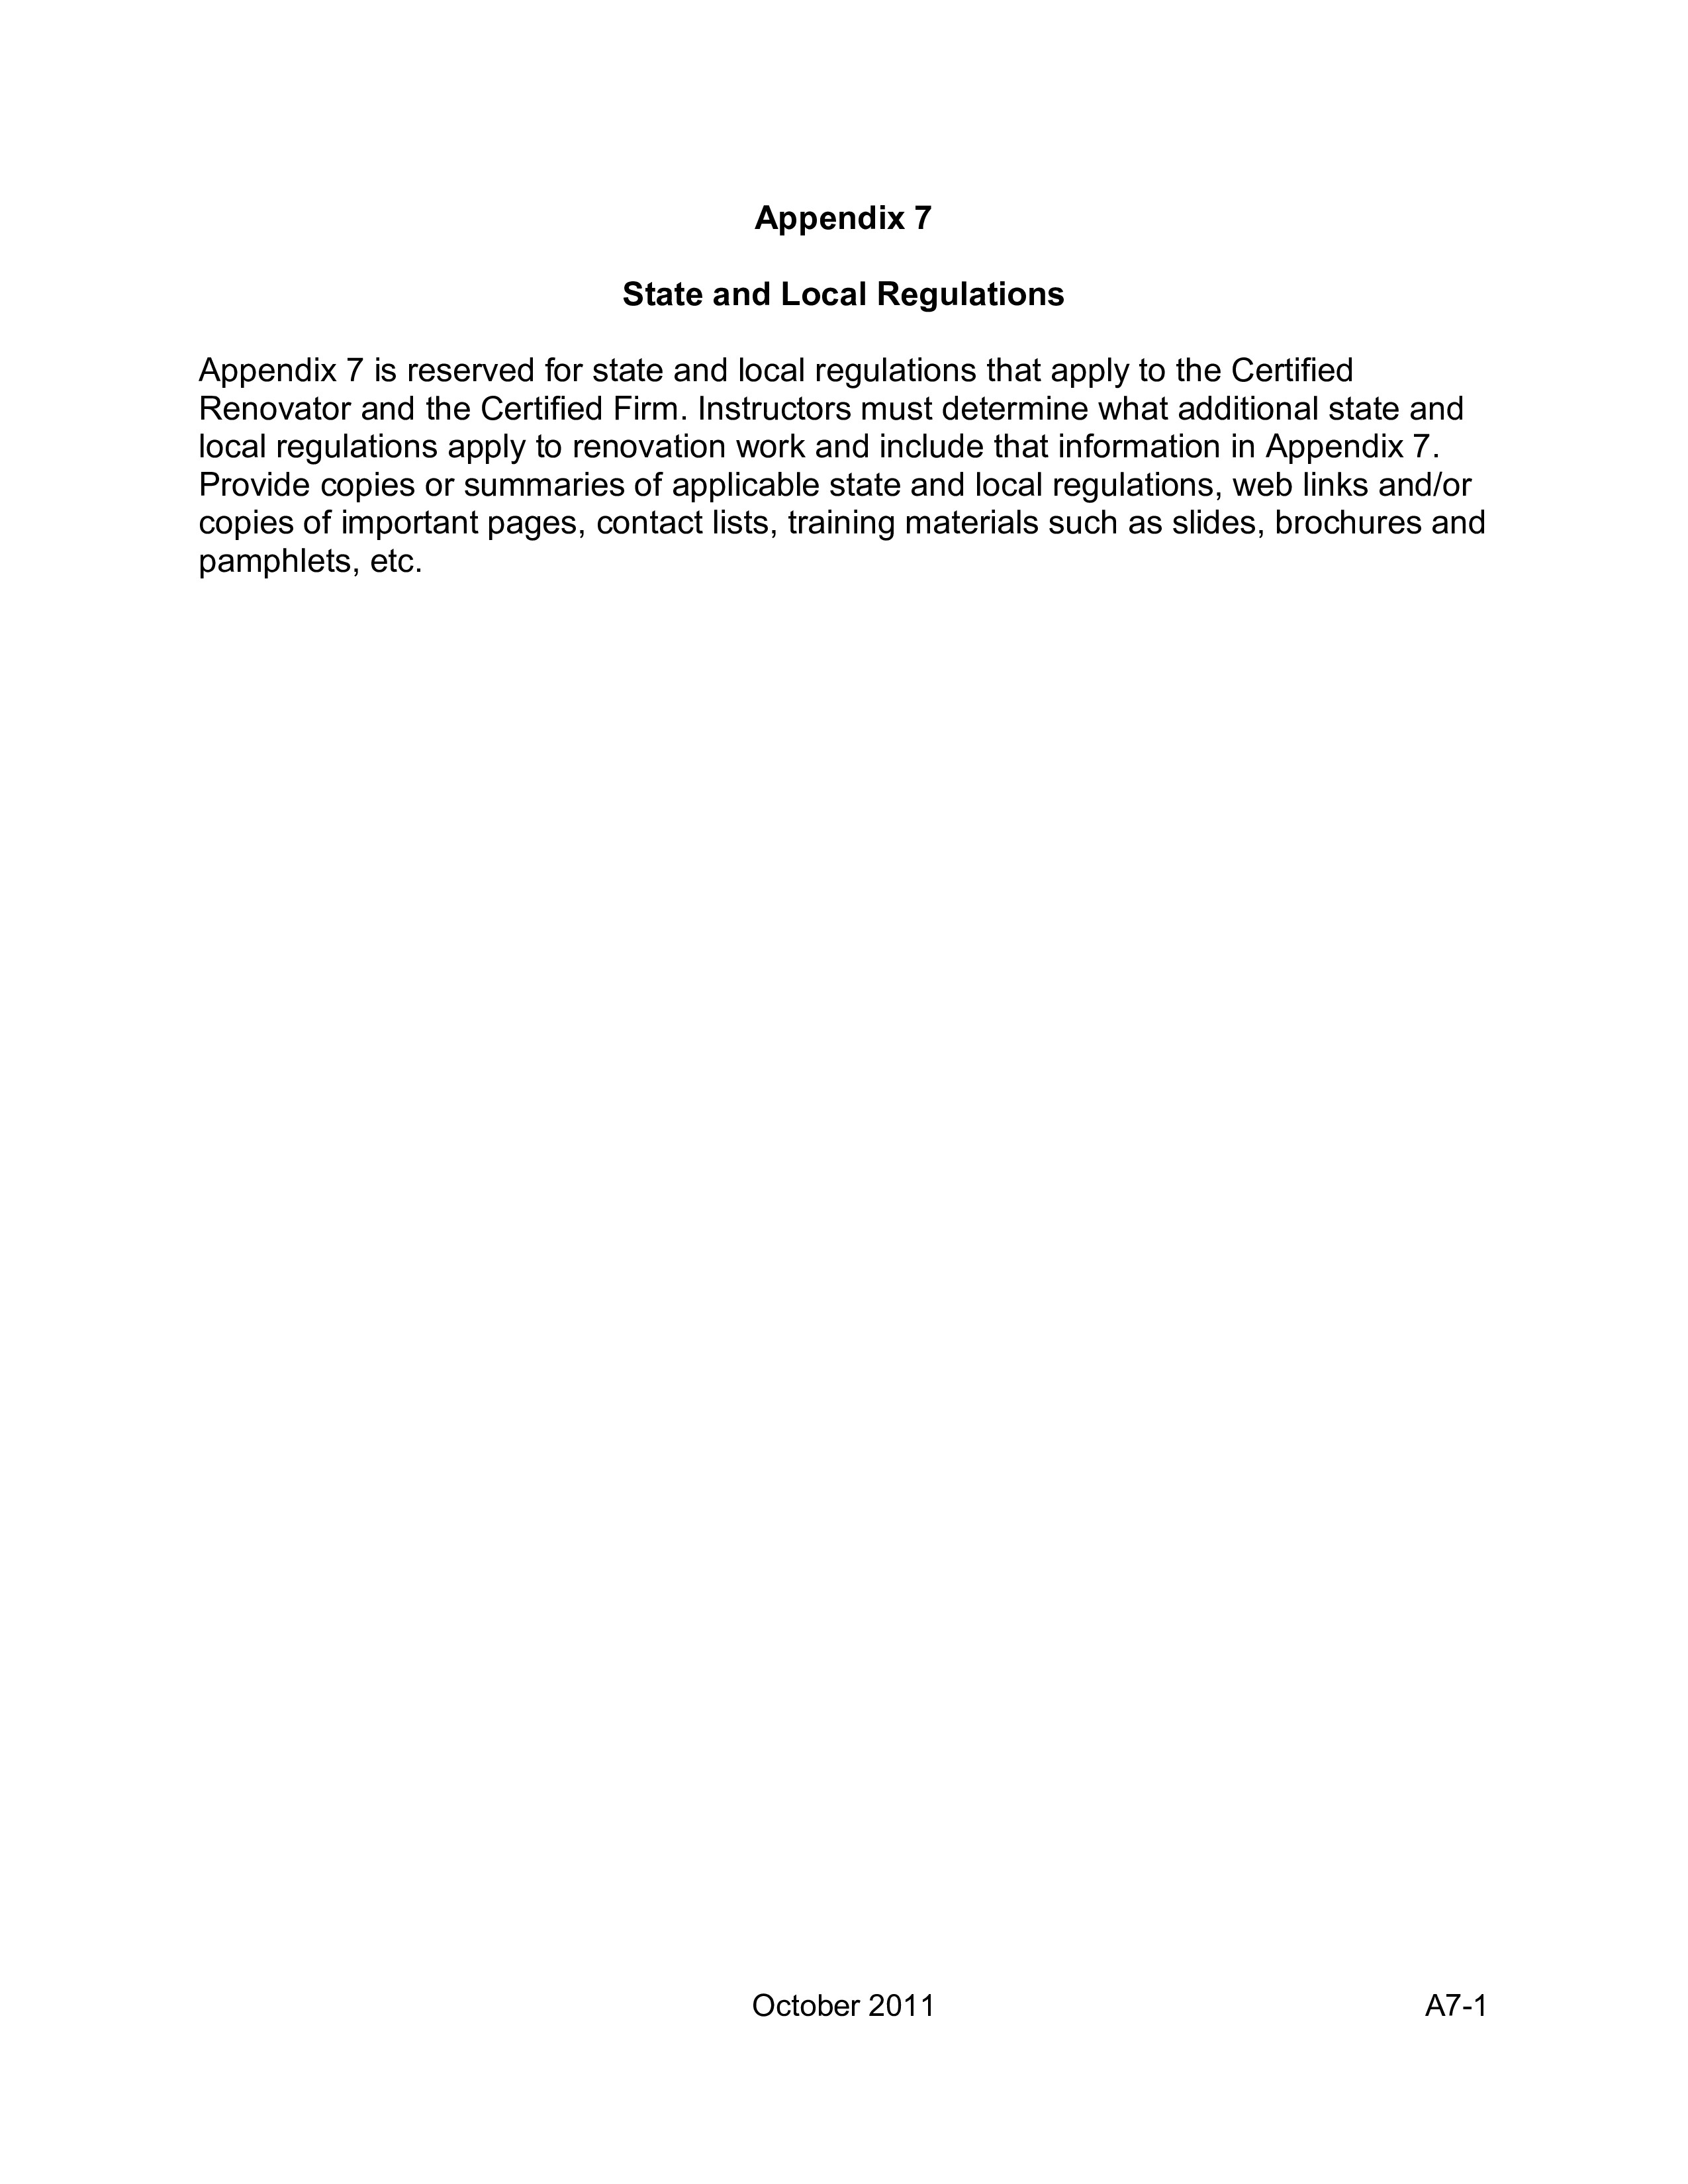 Appendix 7
State and Local Regulations
Appendix 7 is reserved for state and local regulations that apply to the Certified
Renovator and the Certified Firm. Instructors must determine what additional state and
local regulations apply to renovation work and include that information in Appendix 7.
Provide copies or summaries of applicable state and local regulations, web links and/or
copies of important pages, contact lists, training materials such as slides, brochures and
pamphlets, etc.
October 2011 A7-1